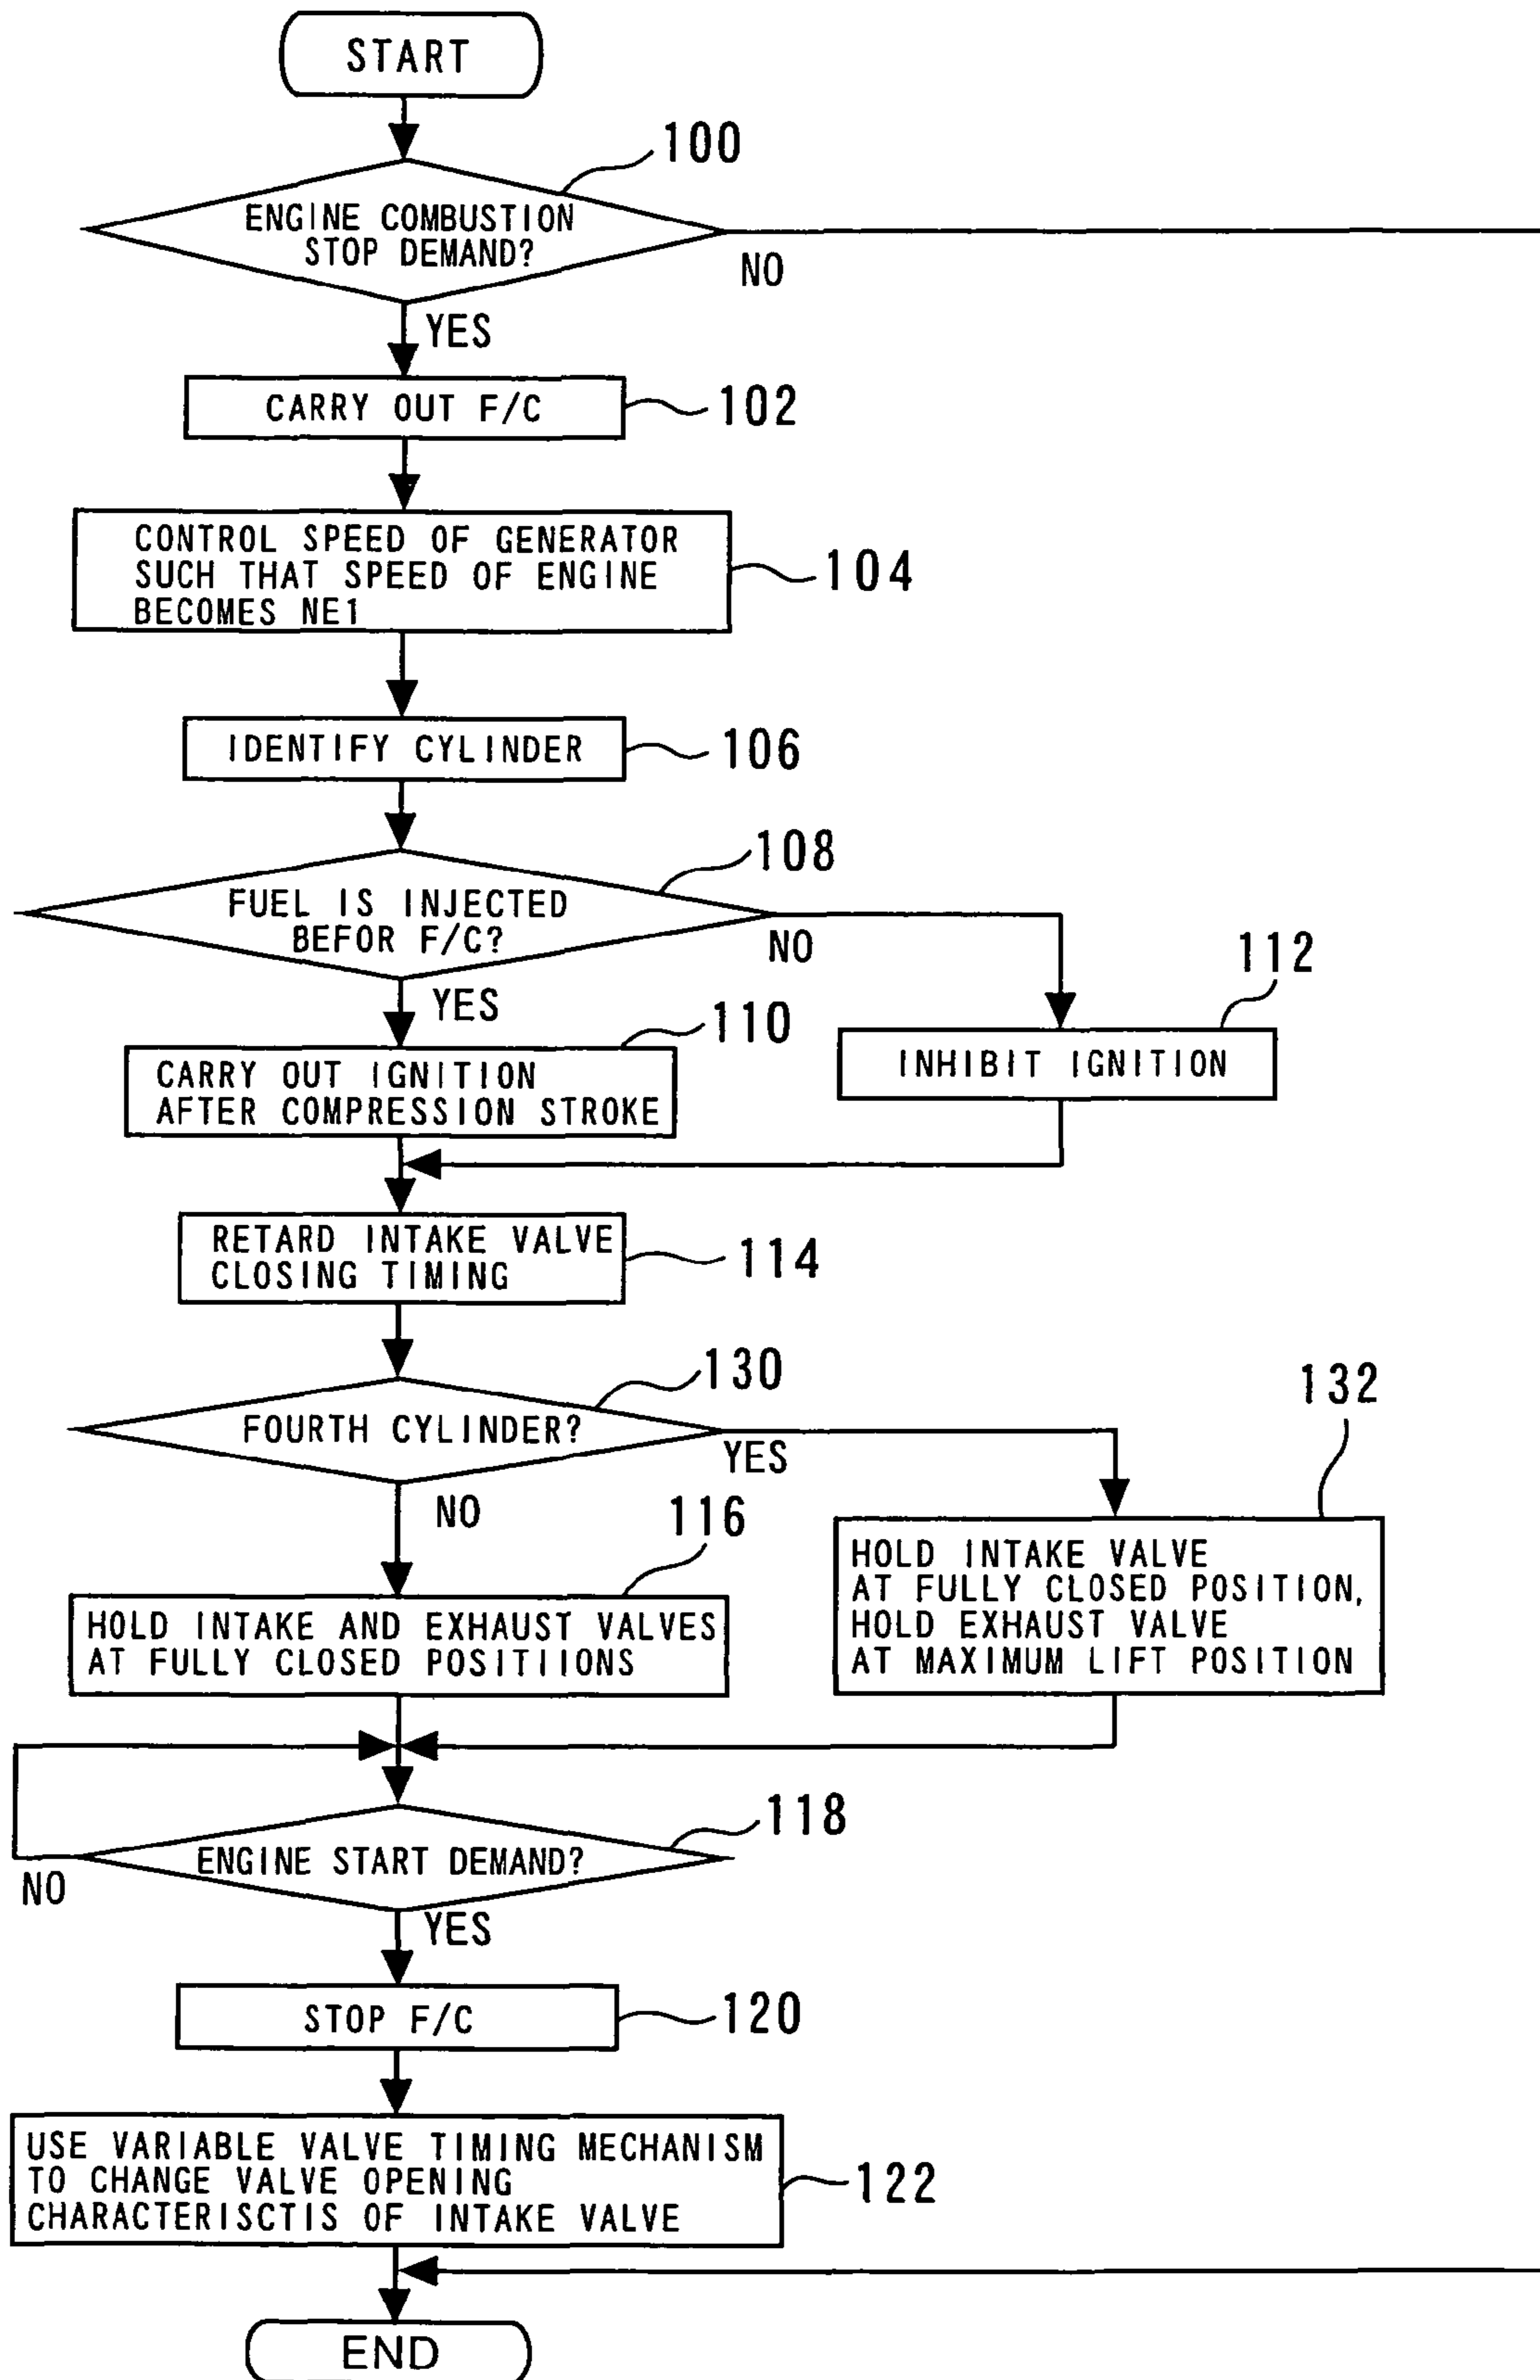 START
100
ENGINE COMBUSTION
STOP DEMAND?
NO
YES
CARRY OUT F/C
102
CONTROL SPEED OF GENERATOR
SUCH THAT SPEED OF ENGINE
BECOMES NE1
104
IDENTIFY CYLINDER
106
108
FUEL IS INJECTED
BEFOR F/C?
NO
YES
112
110
CARRY OUT IGNITION
AFTER COMPRESSION STROKE
INHIBIT IGNITION
RETARD INTAKE VALVE
CLOSING TIMING
114
130
FOURTH CYLINDER?
YES
NO
132
116
HOLD INTAKE AND EXHAUST VALVES
AT FULLY CLOSED POSITIIONS
HOLD INTAKE VALVE
AT FULLY CLOSED POSITION,
HOLD EXHAUST VALVE
AT MAXIMUM LIFT POSITION
118
ENGINE START DEMAND?
NO
YES
STOP F/C
120
USE VARIABLE VALVE TIMING MECHANISM
TO CHANGE VALVE OPENING
CHARACTERISCTIS OF INTAKE VALVE
122
END